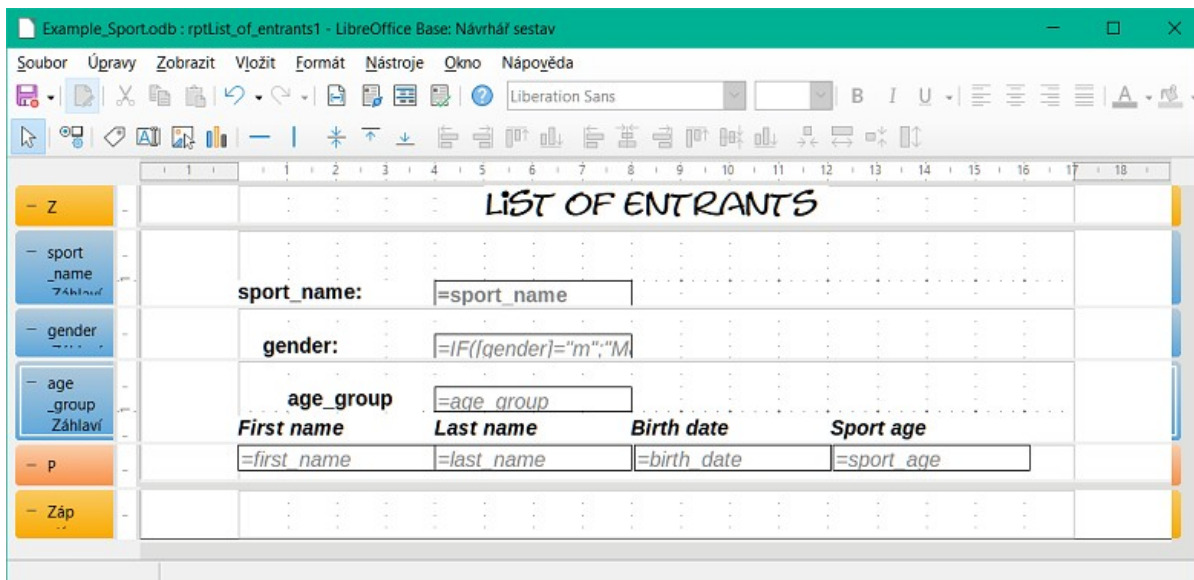 Example_Sport.odb : rptList_of_entrants1 - LibreOffice Base: Návrhář sestav
Soubor Úpravy Zobrazit Vložit Formát Nástroje Okno Nápověda
Liberation Sans B I U A
1 1 2 3 4 5 6 7 8 9 10 11 12 13 14 15 16 17 18
Z
LIST OF ENTRANTS
sport
_name
Záhlaví
sport_name: =sport_name
gender
gender: =IF([gender]="m";"Ma
age
_group
Záhlaví
age_group =age_group
First name Last name Birth date Sport age
P
=first_name =last_name =birth_date =sport_age
Záp